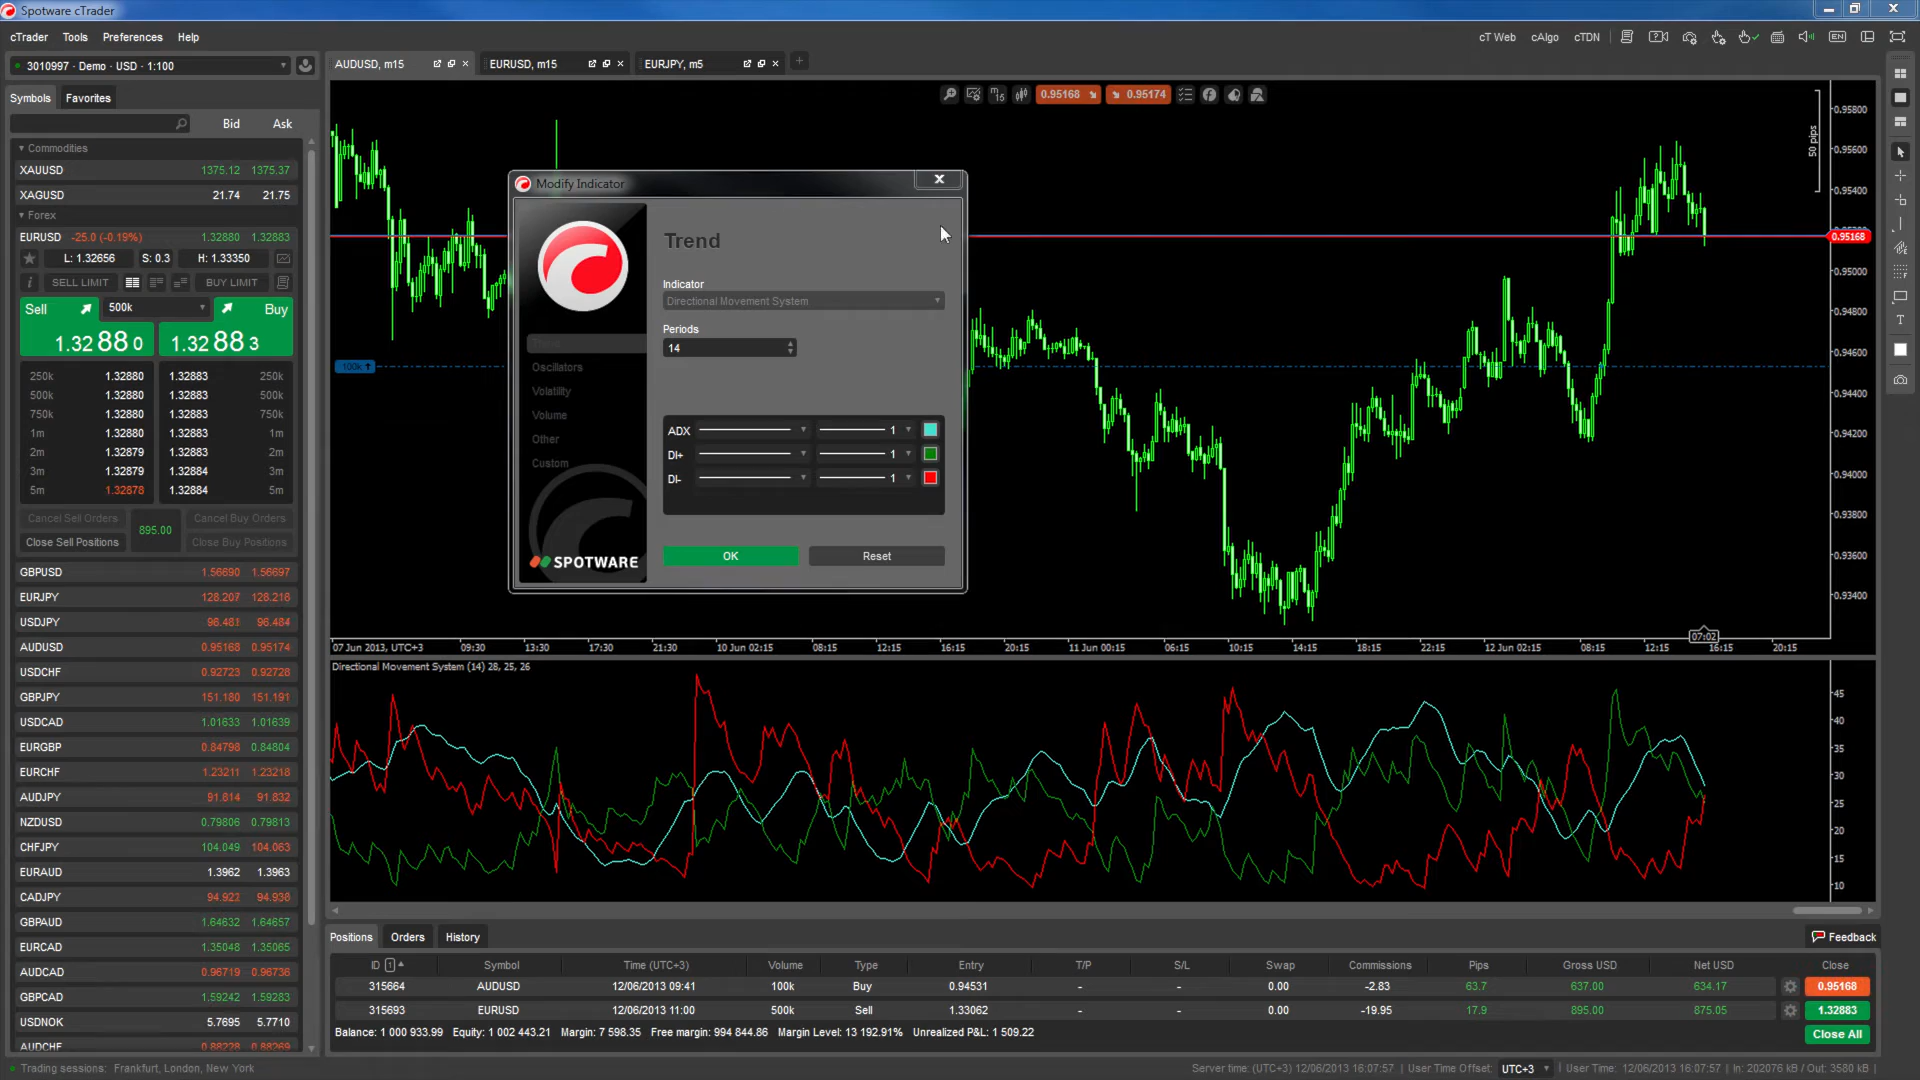 Spotware cTrader
cTrader Tools Preferences Help
cT Web cAlgo cTDN EN
3010997 · Demo · USD · 1:100
AUDUSD, m15
EURUSD, m15
EURJPY, m5
Symbols Favorites
Bid Ask
Commodities
XAUUSD 1375.12 1375.37
XAGUSD 21.74 21.75
Forex
EURUSD -25.0 (-0.19%) 1.32880 1.32883
L: 1.32656 S: 0.3 H: 1.33350
SELL LIMIT BUY LIMIT
Sell 500k Buy
1.32 88 0 1.32 88 3
250k 1.32880 1.32883 250k
500k 1.32880 1.32883 500k
750k 1.32880 1.32883 750k
1m 1.32880 1.32883 1m
2m 1.32879 1.32883 2m
3m 1.32879 1.32884 3m
5m 1.32878 1.32884 5m
Cancel Sell Orders 895.00 Cancel Buy Orders
Close Sell Positions Close Buy Positions
GBPUSD 1.56690 1.56697
EURJPY 128.207 128.218
USDJPY 96.481 96.484
AUDUSD 0.95168 0.95174
USDCHF 0.92723 0.92728
GBPJPY 151.180 151.191
USDCAD 1.01633 1.01639
EURGBP 0.84798 0.84804
EURCHF 1.23211 1.23218
AUDJPY 91.814 91.832
NZDUSD 0.79806 0.79813
CHFJPY 104.049 104.063
EURAUD 1.3962 1.3963
CADJPY 94.922 94.938
GBPAUD 1.64632 1.64657
EURCAD 1.35048 1.35065
AUDCAD 0.96719 0.96736
GBPCAD 1.59242 1.59283
USDNOK 5.7695 5.7710
AUDCHF 0.88228 0.88269
m15 0.95168 0.95174
50 pips
0.95800
0.95600
0.95400
0.95168
0.95000
0.94800
0.94600
0.94400
0.94200
0.94000
0.93800
0.93600
0.93400
100k
Modify Indicator
Trend
Indicator
Directional Movement System
Periods
14
Trend
Oscillators
Volatility
Volume
Other
Custom
SPOTWARE
ADX 1
DI+ 1
DI- 1
OK Reset
07 Jun 2013, UTC+3 09:30 13:30 17:30 21:30 10 Jun 02:15 08:15 12:15 16:15 20:15 11 Jun 00:15 06:15 10:15 14:15 18:15 22:15 12 Jun 02:15 08:15 12:15 07:02 16:15 20:15
Directional Movement System (14) 28, 25, 26
45
40
35
30
25
20
15
10
Positions Orders History
Feedback
ID 1 Symbol Time (UTC+3) Volume Type Entry T/P S/L Swap Commissions Pips Gross USD Net USD Close
315664 AUDUSD 12/06/2013 09:41 100k Buy 0.94531 - - 0.00 -2.83 63.7 637.00 634.17 0.95168
315693 EURUSD 12/06/2013 11:00 500k Sell 1.33062 - - 0.00 -19.95 17.9 895.00 875.05 1.32883
Balance: 1 000 933.99 Equity: 1 002 443.21 Margin: 7 598.35 Free margin: 994 844.86 Margin Level: 13 192.91% Unrealized P&L: 1 509.22
Close All
Trading sessions: Frankfurt, London, New York
Server time: (UTC+3) 12/06/2013 16:07:57 | User Time Offset: UTC+3 | User Time: 12/06/2013 16:07:57 | In: 202076 kB / Out: 3580 kB